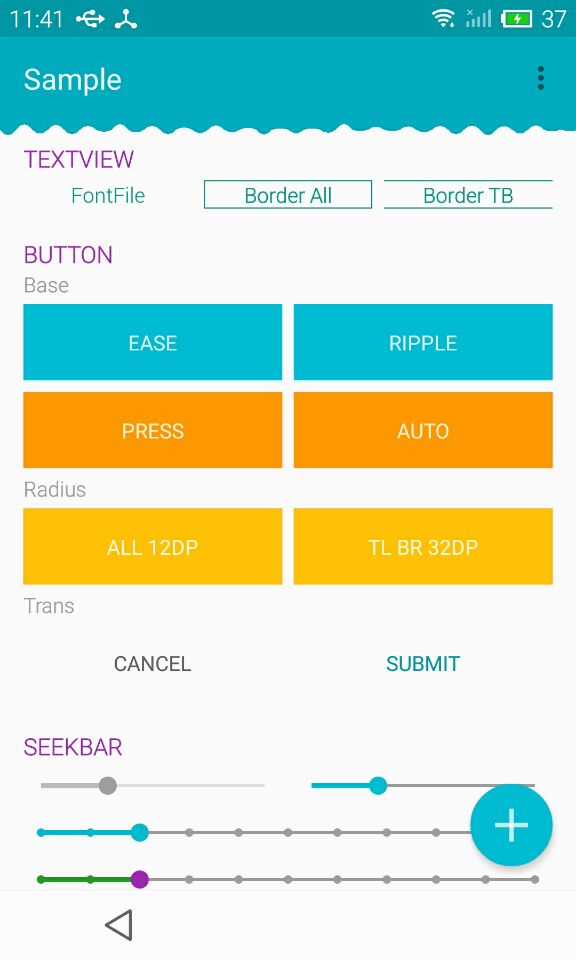 11:41 37
Sample
TEXTVIEW
FontFile Border All Border TB
BUTTON
Base
EASE RIPPLE
PRESS AUTO
Radius
ALL 12DP TL BR 32DP
Trans
CANCEL SUBMIT
SEEKBAR